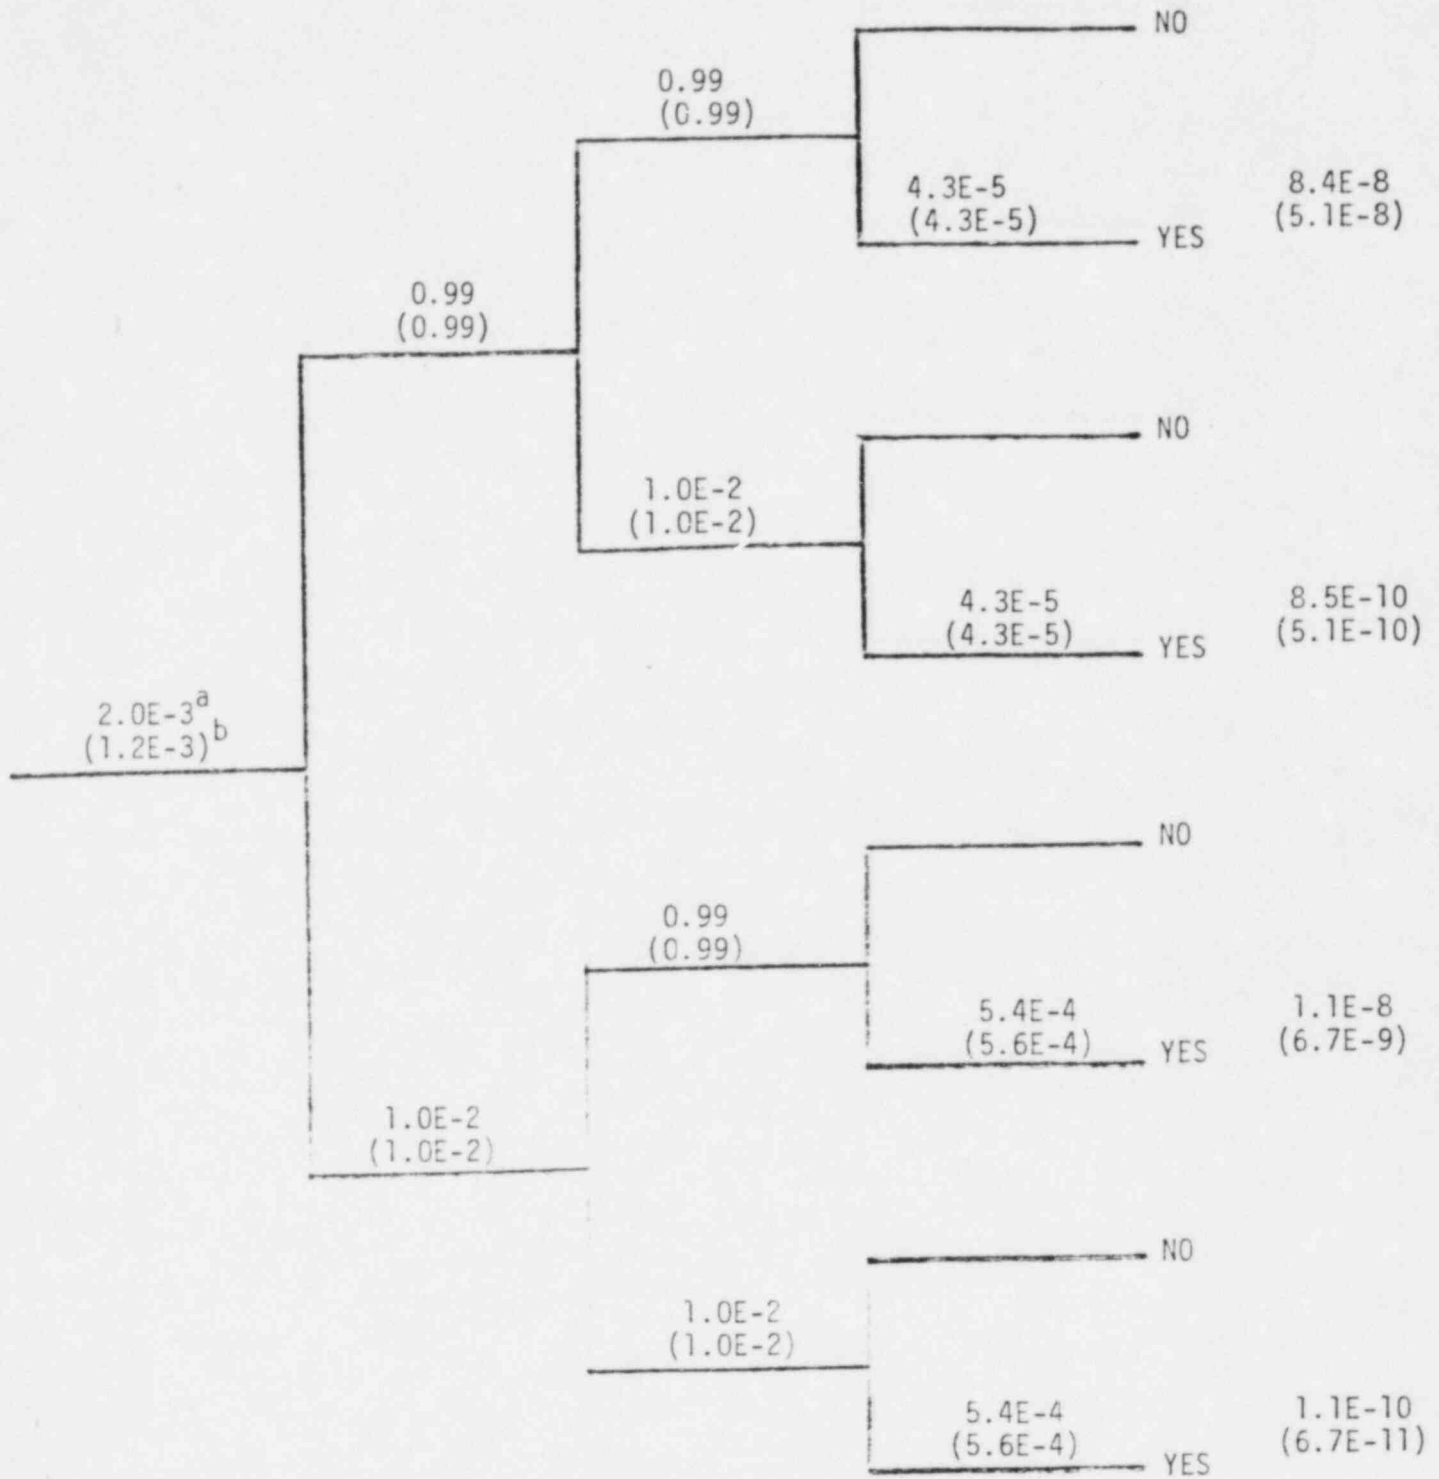 NO
0.99
(0.99)
4.3E-5
(4.3E-5)
YES
8.4E-8
(5.1E-8)
0.99
(0.99)
NO
1.0E-2
(1.0E-2)
4.3E-5
(4.3E-5)
YES
8.5E-10
(5.1E-10)
2.0E-3a
(1.2E-3)b
NO
0.99
(0.99)
5.4E-4
(5.6E-4)
YES
1.1E-8
(6.7E-9)
1.0E-2
(1.0E-2)
NO
1.0E-2
(1.0E-2)
5.4E-4
(5.6E-4)
YES
1.1E-10
(6.7E-11)